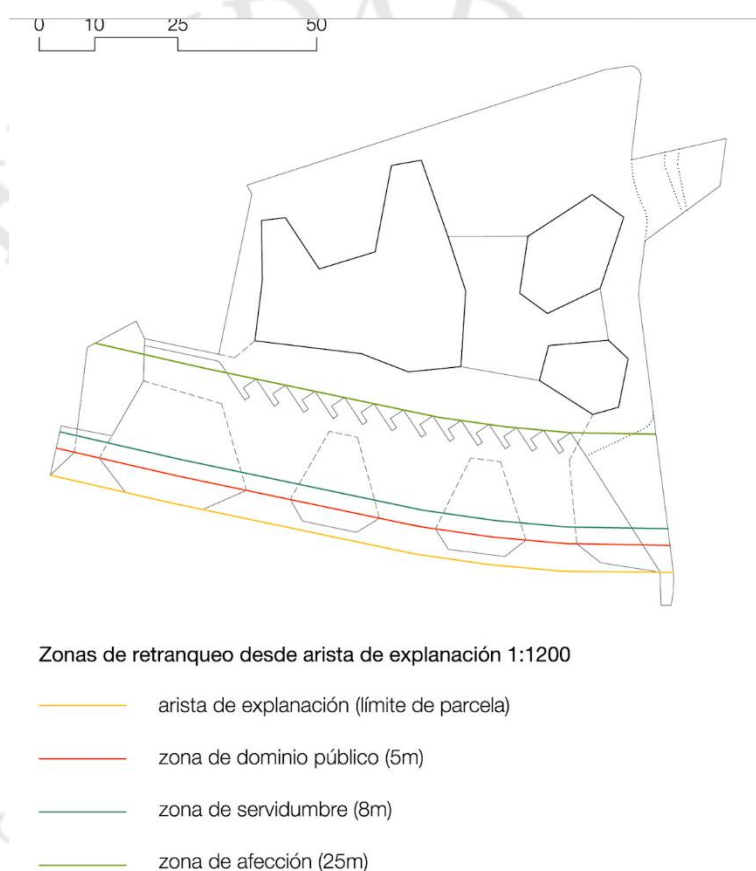 0 10 25 50
Zonas de retranqueo desde arista de explanación 1:1200
arista de explanación (límite de parcela)
zona de dominio público (5m)
zona de servidumbre (8m)
zona de afección (25m)